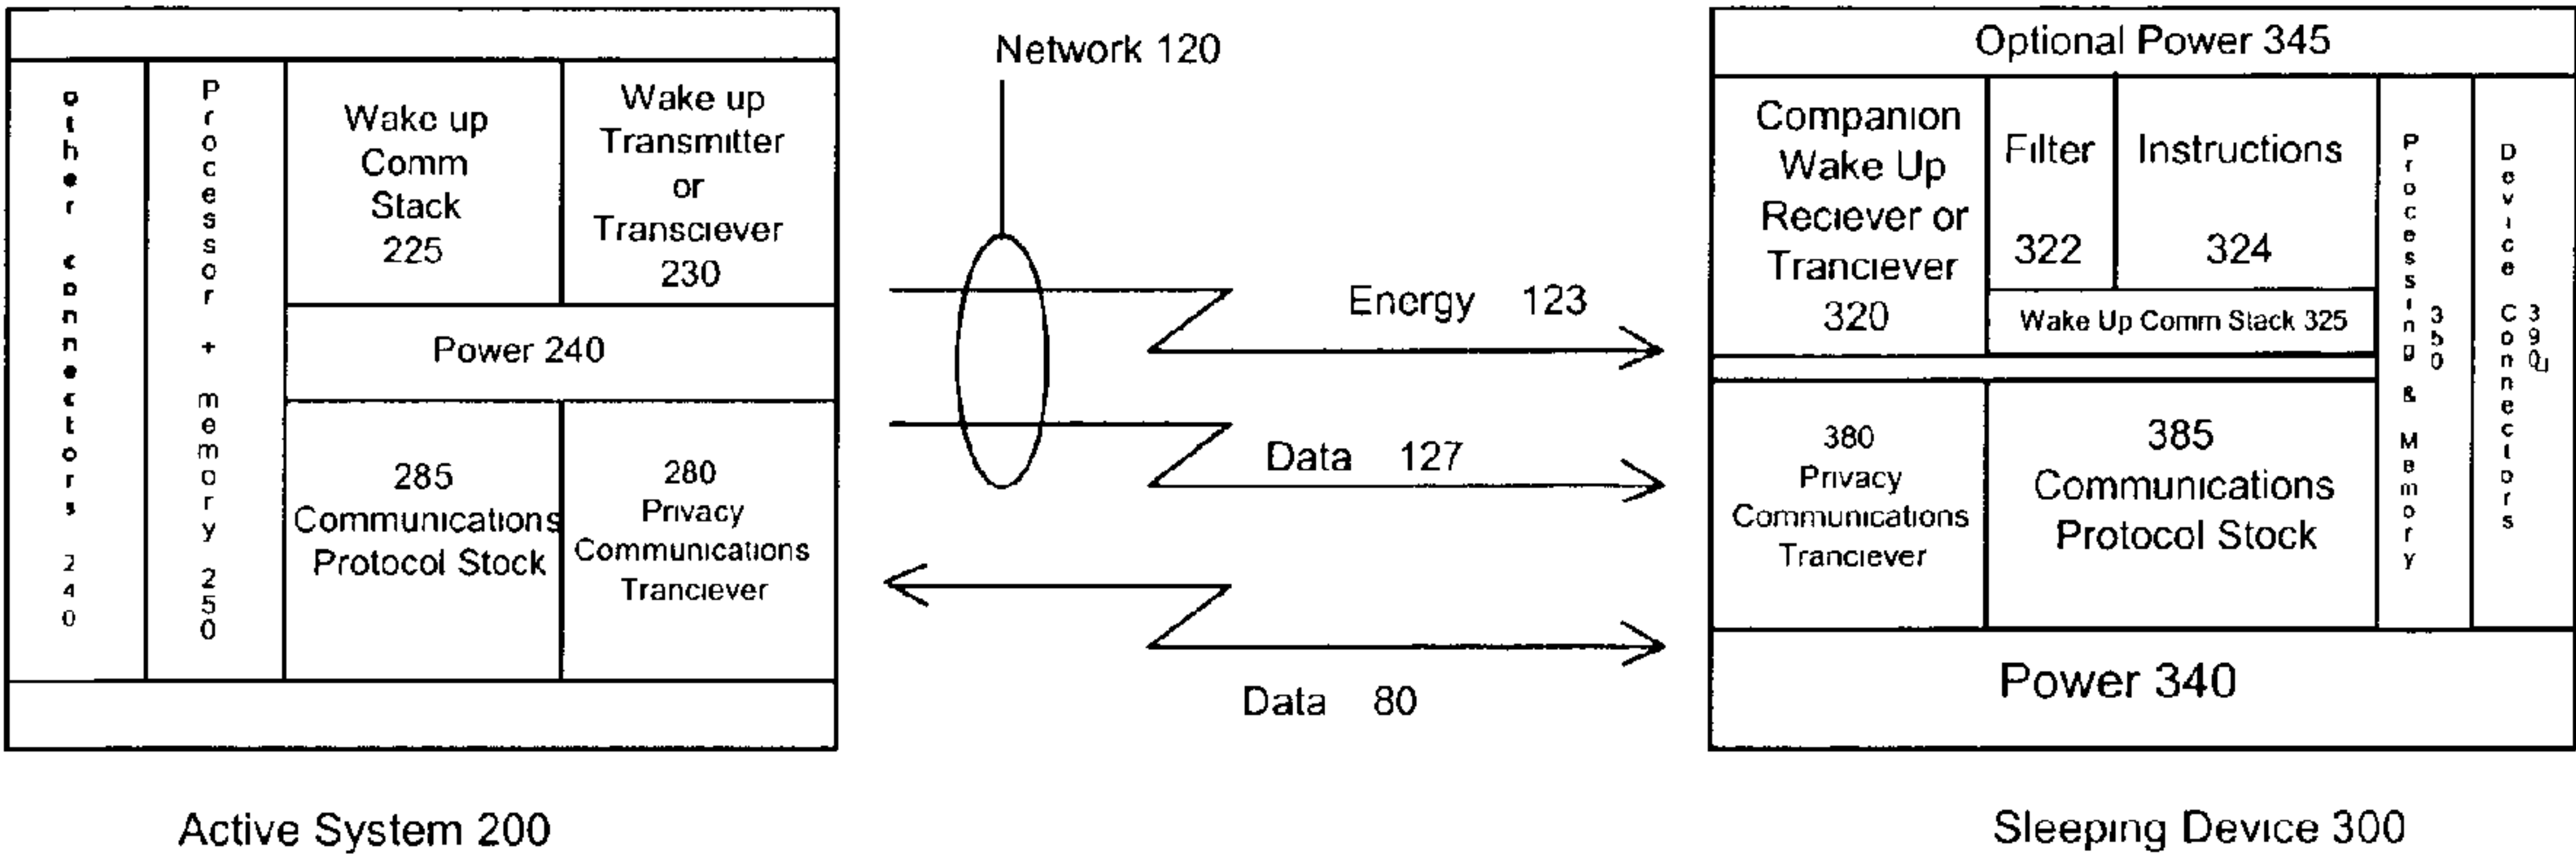 other connectors 240
Processor + memory 250
Wake up
Comm
Stack
225
Wake up
Transmitter
or
Transciever
230
Power 240
285
Communications
Protocol Stock
280
Privacy
Communications
Tranciever
Active System 200
Network 120
Energy 123
Data 127
Data 80
Optional Power 345
Companion
Wake Up
Reciever or
Tranciever
320
Filter
322
Instructions
324
Wake Up Comm Stack 325
380
Privacy
Communications
Tranciever
385
Communications
Protocol Stock
Processing & Memory
350
Device Connectors
390
Power 340
Sleeping Device 300